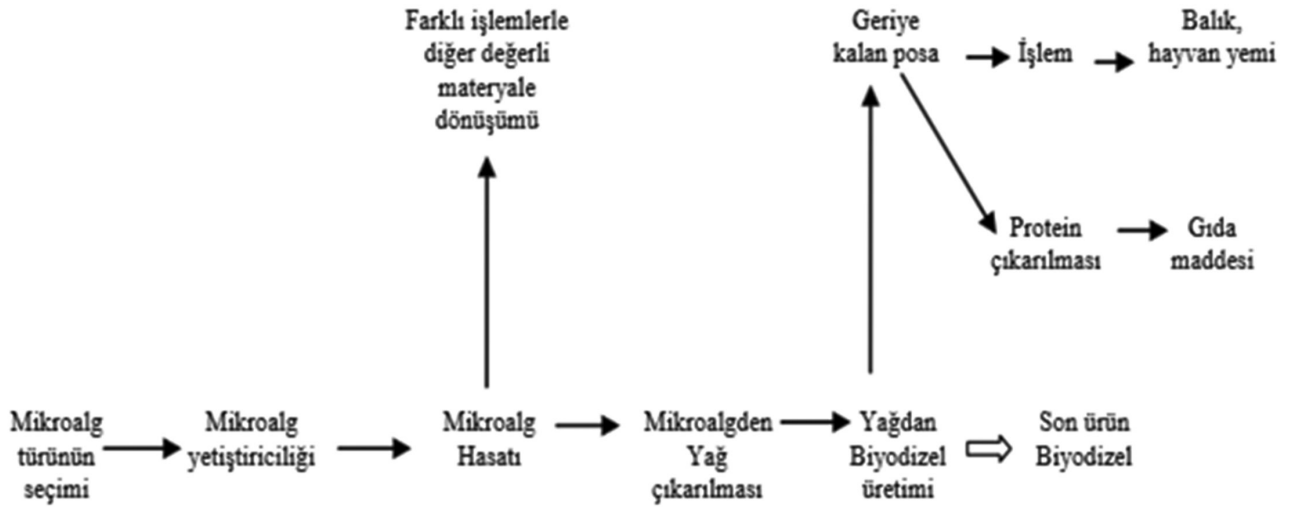 Farklı işlemlerle
diğer değerli
materyale
dönüşümü
Geriye
kalan posa
İşlem
Balık,
hayvan yemi
Protein
çıkarılması
Gıda
maddesi
Mikroalg
türünün
seçimi
Mikroalg
yetiştiriciliği
Mikroalg
Hasatı
Mikroalgden
Yağ
çıkarılması
Yağdan
Biyodizel
üretimi
Son ürün
Biyodizel